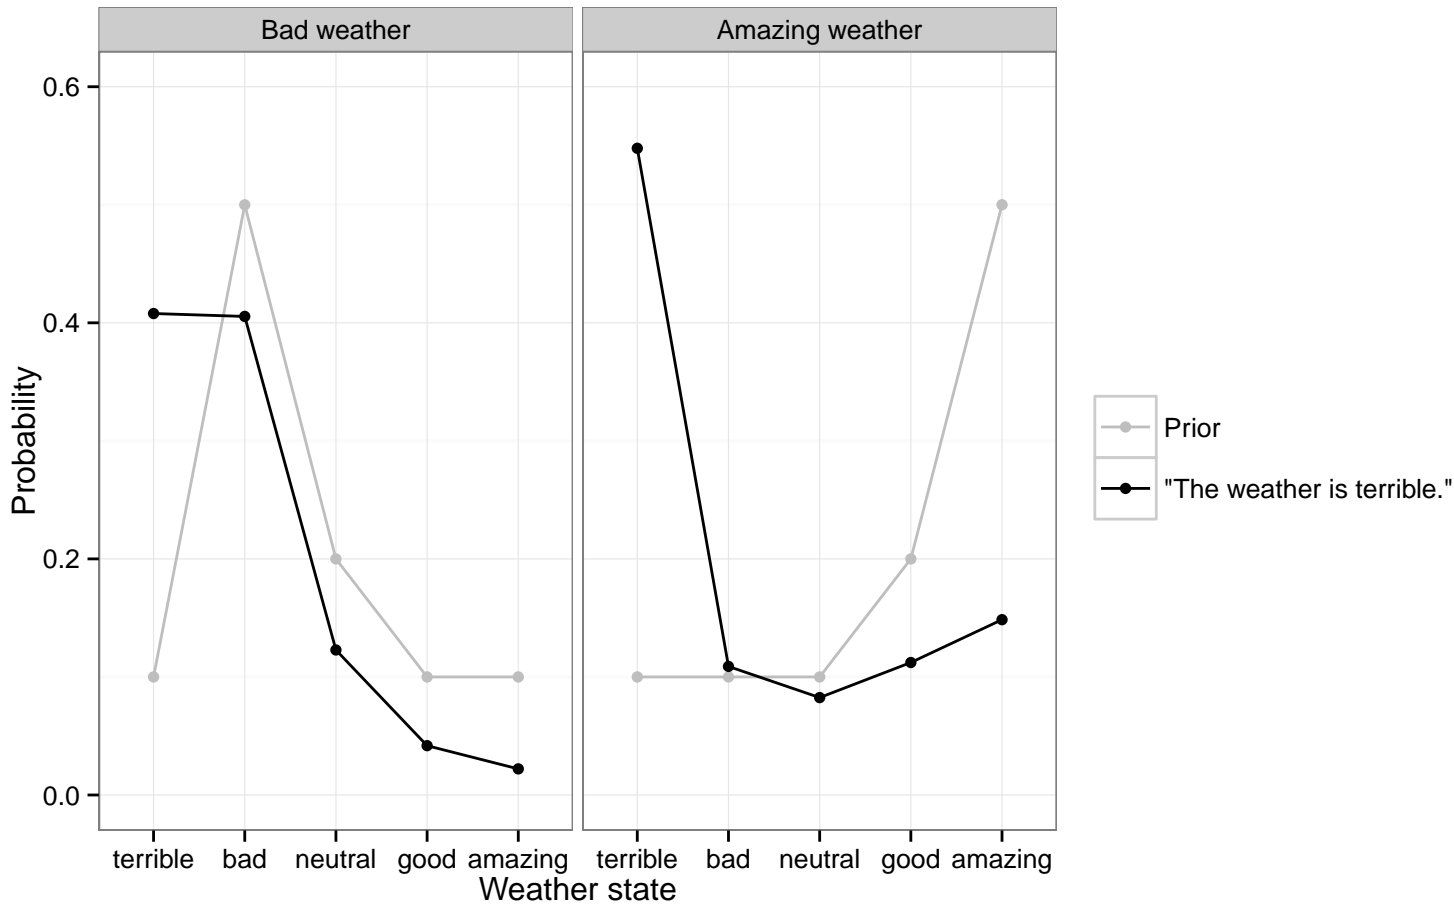 Bad weather
Amazing weather
0.6
0.4
0.2
0.0
Probability
terrible bad neutral good amazing
terrible bad neutral good amazing
Weather state
Prior
"The weather is terrible."